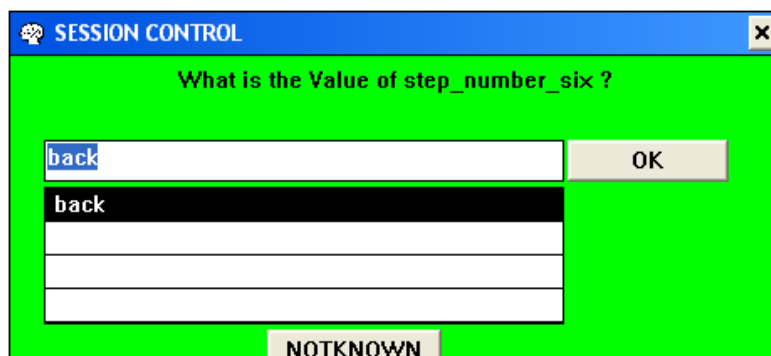 SESSION CONTROL
What is the Value of step_number_six ?
back
OK
back
NOTKNOWN